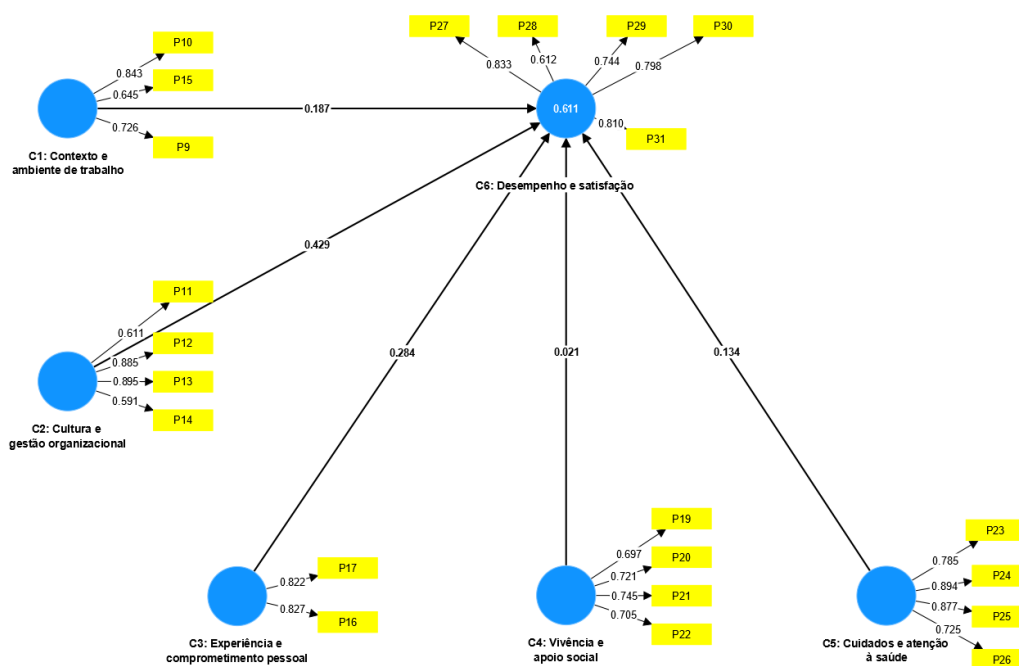 P27
P28
P29
P30
P10
0.833
0.612
0.744
0.798
0.843
P15
0.645
0.187
0.611
0.726
0.810
P31
P9
C1: Contexto e
ambiente de trabalho
C6: Desempenho e satisfação
0.429
P11
0.611
P12
0.885
0.284
0.021
0.134
0.895
P13
0.591
P14
C2: Cultura e
gestão organizacional
P19
P23
0.697
P20
0.785
0.721
P17
P24
0.822
0.894
0.745
P21
0.877
0.827
P16
0.705
P25
0.725
P22
C3: Experiência e
comprometimento pessoal
C4: Vivência e
apoio social
C5: Cuidados e atenção
à saúde
P26